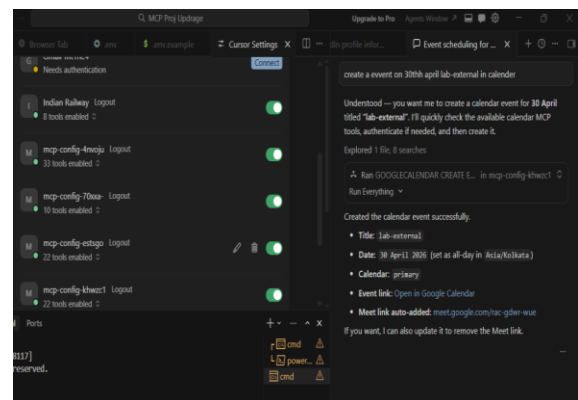 MCP Proj Updrage
Upgrade to Pro
Agents Window
Browser Tab
.env
.env.example
Cursor Settings
dIn profile infor...
Event scheduling for ...
Needs authentication
Connect
Indian Railway Logout
8 tools enabled
mcp-config-4nvoju Logout
33 tools enabled
Logout
10 tools enabled
mcp-config-estsgo Logout
22 tools enabled
mcp-config-khwzc1 Logout
22 tools enabled
Ports
8117]
reserved.
cmd
power...
cmd
create a evvent on 30thh april lab-external in calender
Understood — you want me to create a calendar event for 30 April
titled "lab-external". I'll quickly check the available calendar MCP
tools, authenticate if needed, and then create it.
Explored 1 file, 8 searches
Ran GOOGLECALENDAR CREATE E... in mcp-config-khwzc1
Run Everything
Created the calendar event successfully.
• Title: lab-external
• Date: 30 April 2026 (set as all-day in Asia/Kolkata)
• Calendar: primary
• Event link: Open in Google Calendar
• Meet link auto-added: meet.google.com/rac-gdwr-wue
If you want, I can also update it to remove the Meet link.